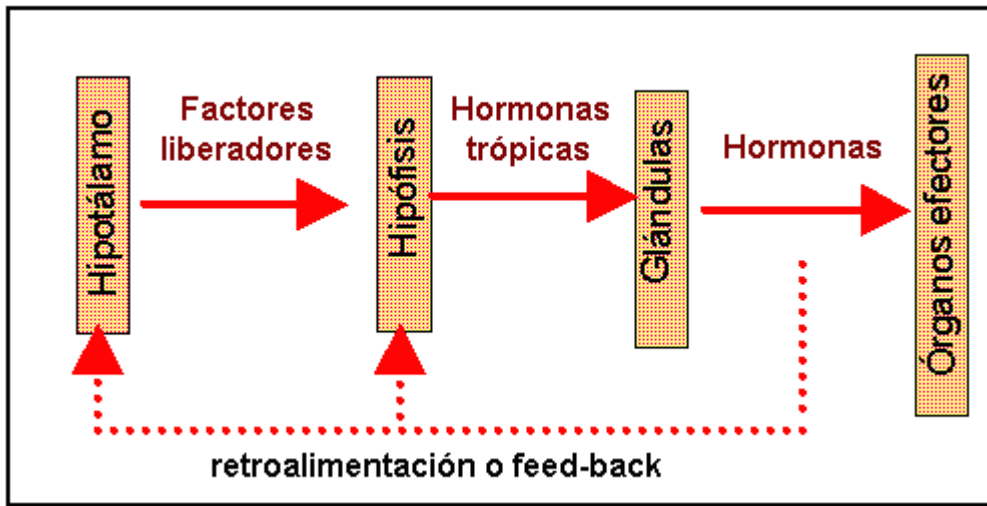 Hipotálamo
Factores
liberadores
Hipófisis
Hormonas
trópicas
Glándulas
Hormonas
Órganos efectores
retroalimentación o feed-back